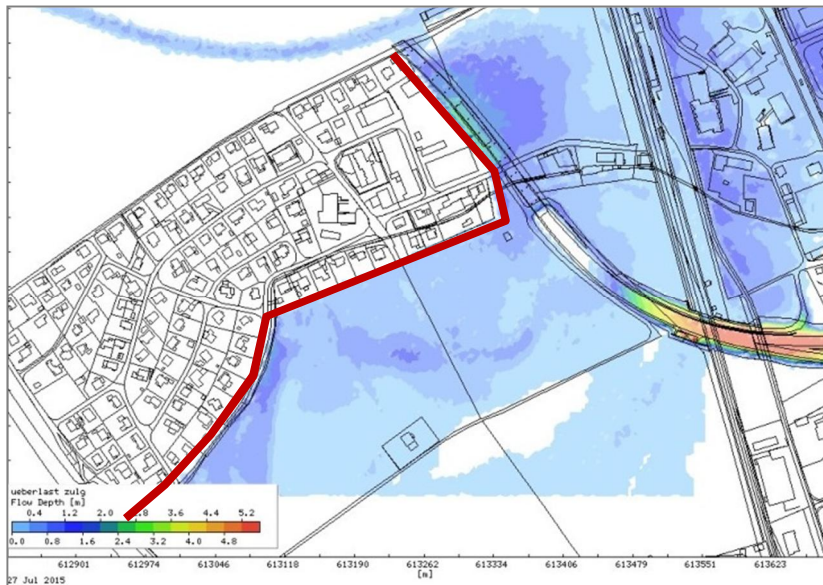 ueberlast zulg
Flow Depth [m]
0.4 1.2 2.0 2.8 3.6 4.4 5.2
0.0 0.8 1.6 2.4 3.2 4.0 4.8
612901 612974 613046 613118 613190 613262 613334 613406 613479 613551 613623
[m]
27 Jul 2015